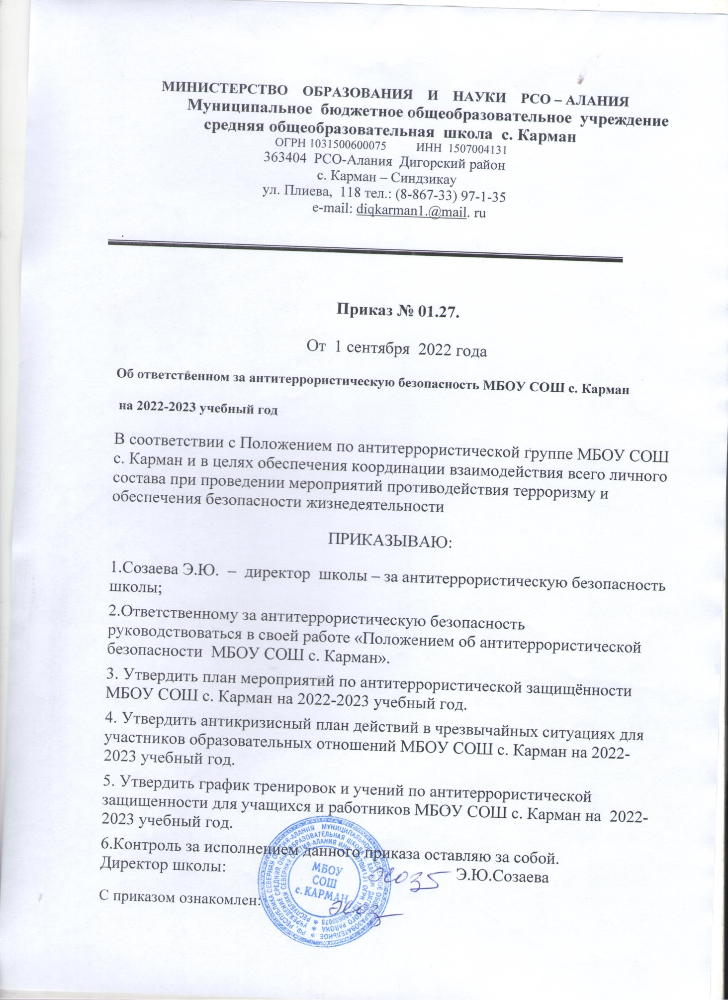 МИНИСТЕРСТВО ОБРАЗОВАНИЯ И НАУКИ РСО – АЛАНИЯ
Муниципальное бюджетное общеобразовательное учреждение
средняя общеобразовательная школа с. Карман
ОГРН 1031500600075 ИНН 1507004131
363404 РСО-Алания Дигорский район
с. Карман – Синдзикау
ул. Плиева, 118 тел.: (8-867-33) 97-1-35
e-mail: diqkarman1.@mail. ru
.
Приказ № 01.27.
От 1 сентября 2022 года
Об ответственном за антитеррористическую безопасность МБОУ СОШ с. Карман
на 2022-2023 учебный год
В соответствии с Положением по антитеррористической группе МБОУ СОШ
с. Карман и в целях обеспечения координации взаимодействия всего личного
состава при проведении мероприятий противодействия терроризму и
обеспечения безопасности жизнедеятельности
ПРИКАЗЫВАЮ:
1.Созаева Э.Ю. – директор школы – за антитеррористическую безопасность
школы;
2.Ответственному за антитеррористическую безопасность
руководствоваться в своей работе «Положением об антитеррористической
безопасности МБОУ СОШ с. Карман».
3. Утвердить план мероприятий по антитеррористической защищённости
МБОУ СОШ с. Карман на 2022-2023 учебный год.
4. Утвердить антикризисный план действий в чрезвычайных ситуациях для
участников образовательных отношений МБОУ СОШ с. Карман на 2022-
2023 учебный год.
5. Утвердить график тренировок и учений по антитеррористической
защищенности для учащихся и работников МБОУ СОШ с. Карман на 2022-
2023 учебный год.
6.Контроль за исполнением данного приказа оставляю за собой.
Директор школы: Э.Ю.Созаева
С приказом ознакомлен:
МБОУ
СОШ
с. КАРМАН